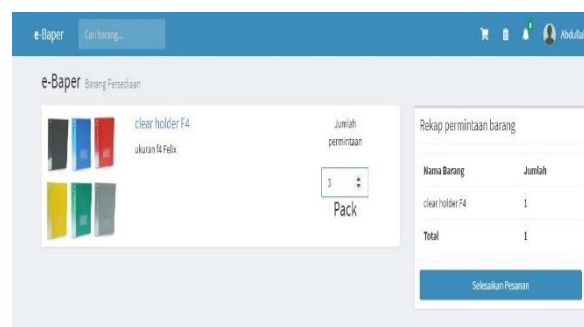 e-Baper Cari barang... Abdullah
e-Baper Barang Persediaan
clear holder F4
ukuran f4 Felix
Jumlah
permintaan
3
Pack
Rekap permintaan barang
Nama Barang Jumlah
clear holder F4 1
Total 1
Selesaikan Pesanan